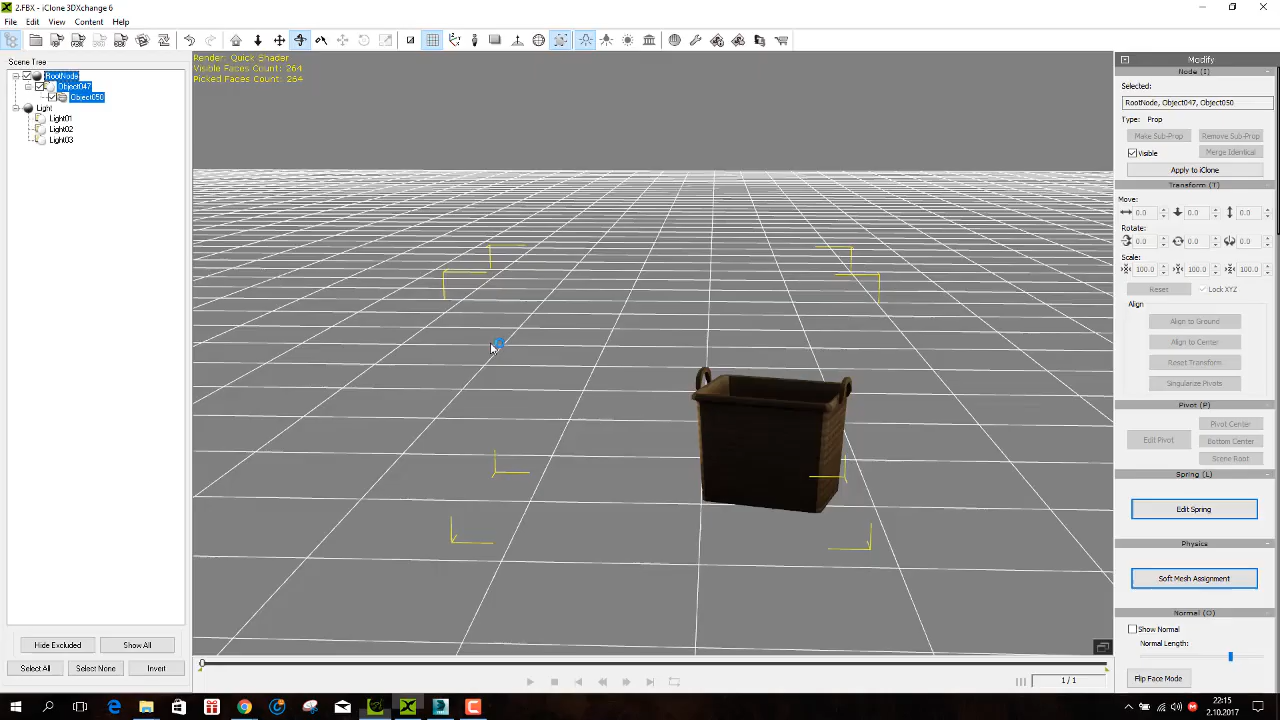 2.FBX - iClone 3DXchange 6
File Edit View Content Help
Scene Tree
RootNode
Object047
Object050
Light
Light01
Light02
Light03
Hide Excluded Show All
Select All Select None Invert
Render: Quick Shader
Visible Faces Count: 264
Picked Faces Count: 264
1 / 1
Modify
Node (I)
Selected:
RootNode, Object047, Object050
Type: Prop
Make Sub-Prop Remove Sub-Prop
Visible Merge Identical
Apply to iClone
Transform (T)
Move:
0.0 0.0 0.0
Rotate:
0.0 0.0 0.0
Scale:
100.0 100.0 100.0
Reset Lock XYZ
Align
Align to Ground
Align to Center
Reset Transform
Singularize Pivots
Pivot (P)
Edit Pivot Pivot Center
Bottom Center
Scene Root
Spring (L)
Edit Spring
Physics
Soft Mesh Assignment
Normal (O)
Show Normal
Normal Length:
Flip Face Mode
22:15
2.10.2017